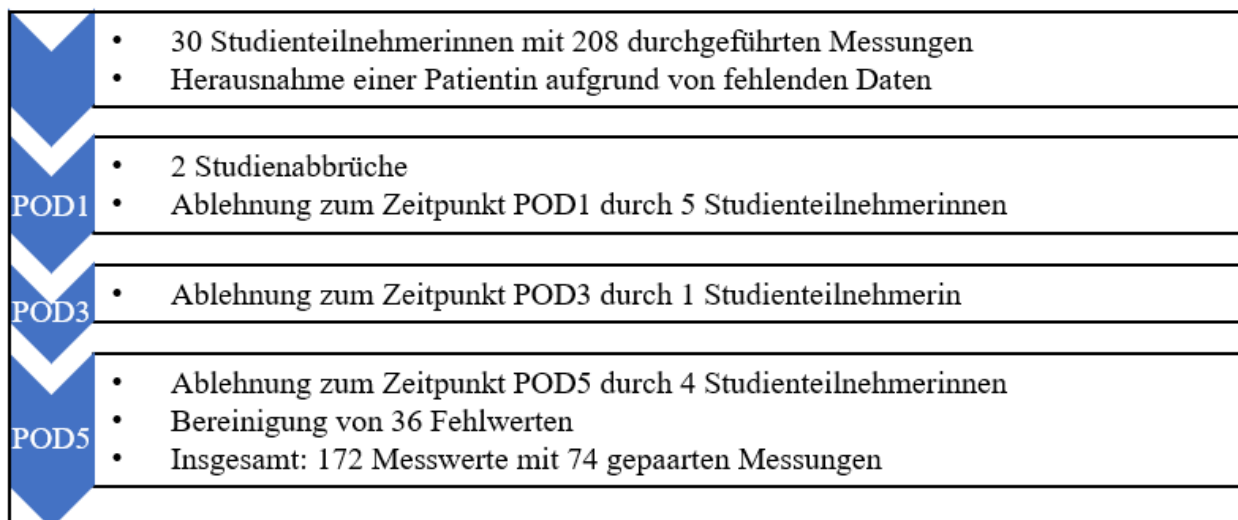 • 30 Studienteilnehmerinnen mit 208 durchgeführten Messungen
• Herausnahme einer Patientin aufgrund von fehlenden Daten
POD1
• 2 Studienabbrüche
• Ablehnung zum Zeitpunkt POD1 durch 5 Studienteilnehmerinnen
POD3
• Ablehnung zum Zeitpunkt POD3 durch 1 Studienteilnehmerin
POD5
• Ablehnung zum Zeitpunkt POD5 durch 4 Studienteilnehmerinnen
• Bereinigung von 36 Fehlwerten
• Insgesamt: 172 Messwerte mit 74 gepaarten Messungen